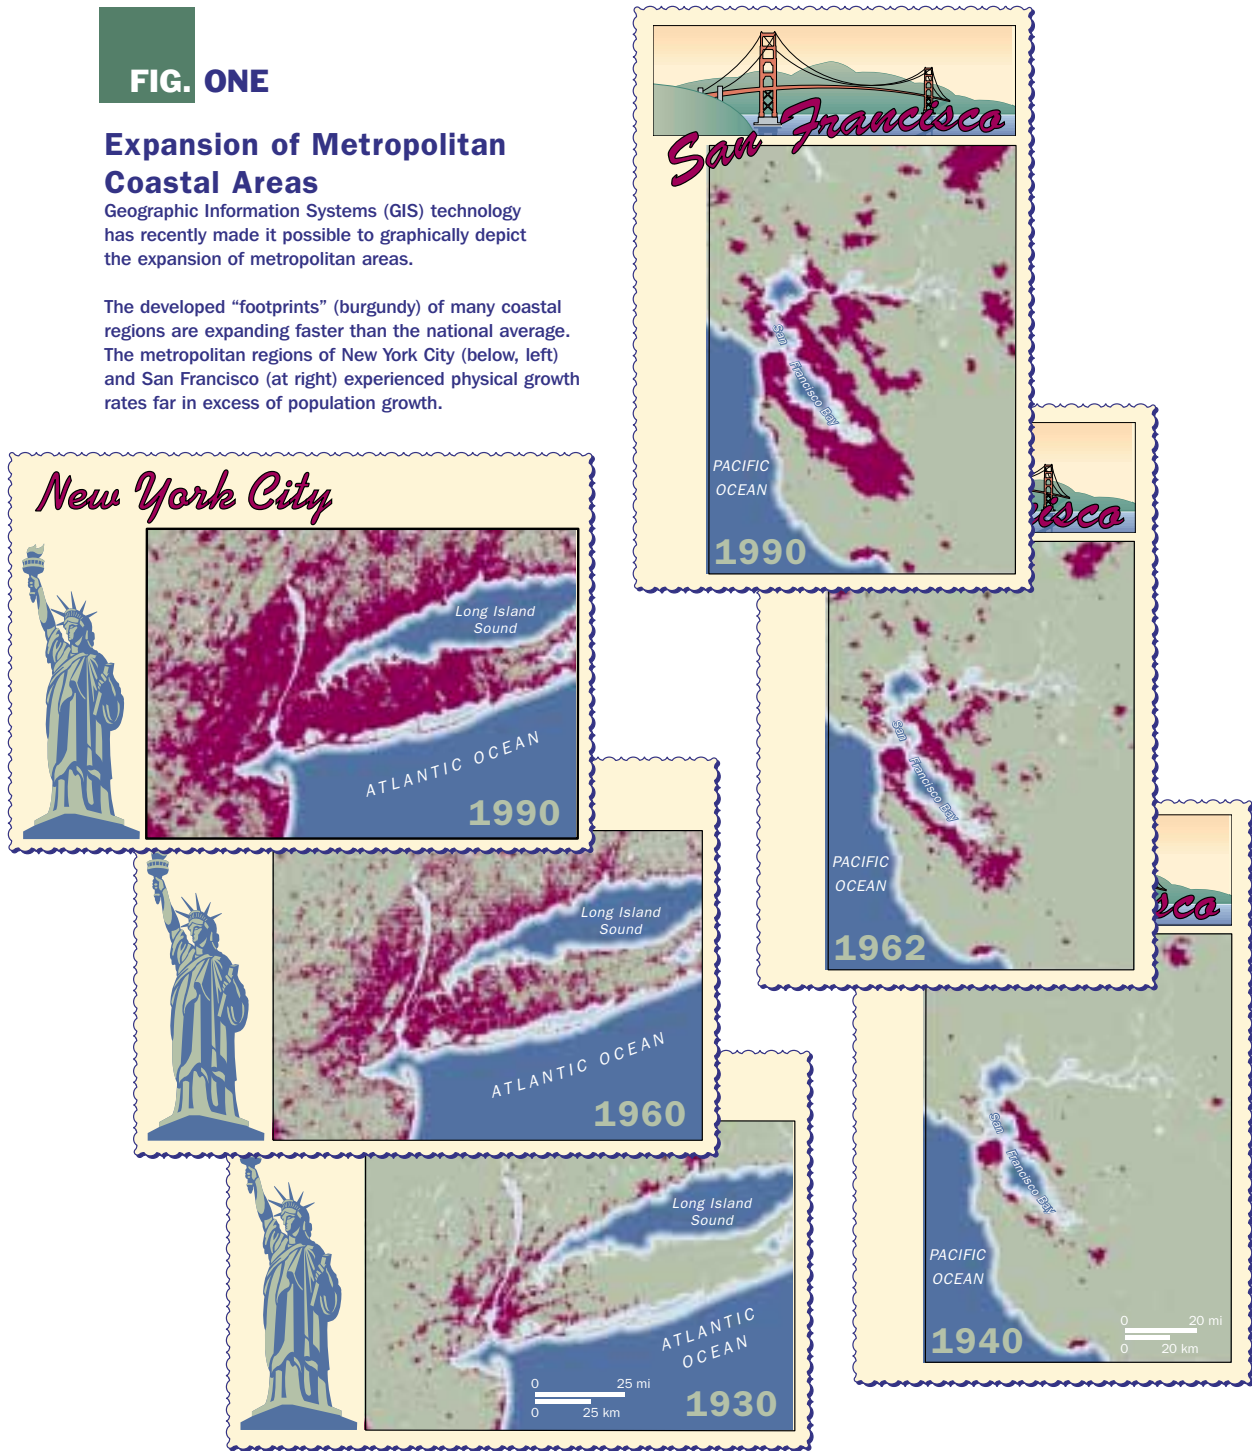 FIG. ONE
Expansion of Metropolitan
Coastal Areas
Geographic Information Systems (GIS) technology
has recently made it possible to graphically depict
the expansion of metropolitan areas.
The developed “footprints” (burgundy) of many coastal
regions are expanding faster than the national average.
The metropolitan regions of New York City (below, left)
and San Francisco (at right) experienced physical growth
rates far in excess of population growth.
San Francisco
San
Francisco Bay
PACIFIC
OCEAN
1990
isco
San
Francisco Bay
PACIFIC
OCEAN
1962
sco
San
Francisco Bay
PACIFIC
OCEAN
1940
0 20 mi
0 20 km
New York City
Long Island
Sound
ATLANTIC OCEAN
1990
Long Island
Sound
ATLANTIC OCEAN
1960
Long Island
Sound
ATLANTIC
OCEAN
0 25 mi
0 25 km
1930